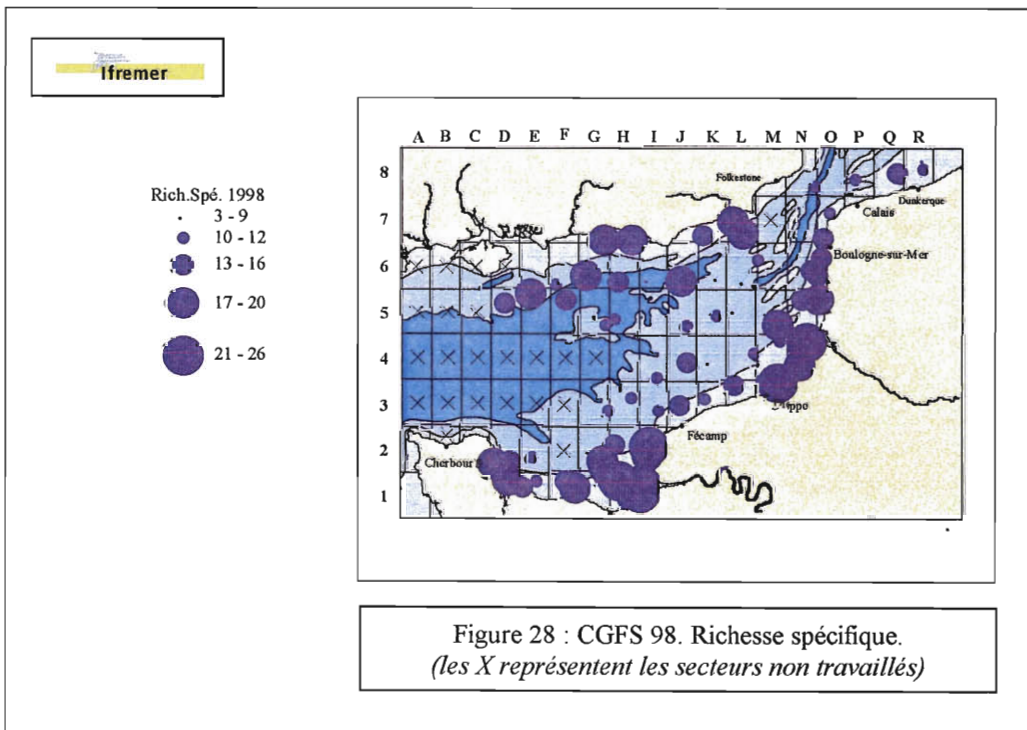 Ifremer
Rich.Spé. 1998
3 - 9
10 - 12
13 - 16
17 - 20
21 - 26
A B C D E F G H I J K L M N O P Q R
8
7
6
5
4
3
2
1
Folkestone
Dunkerque
Calais
Boulogne-sur-Mer
Fécamp
Figure 28 : CGFS 98. Richesse spécifique.
(les X représentent les secteurs non travaillés)